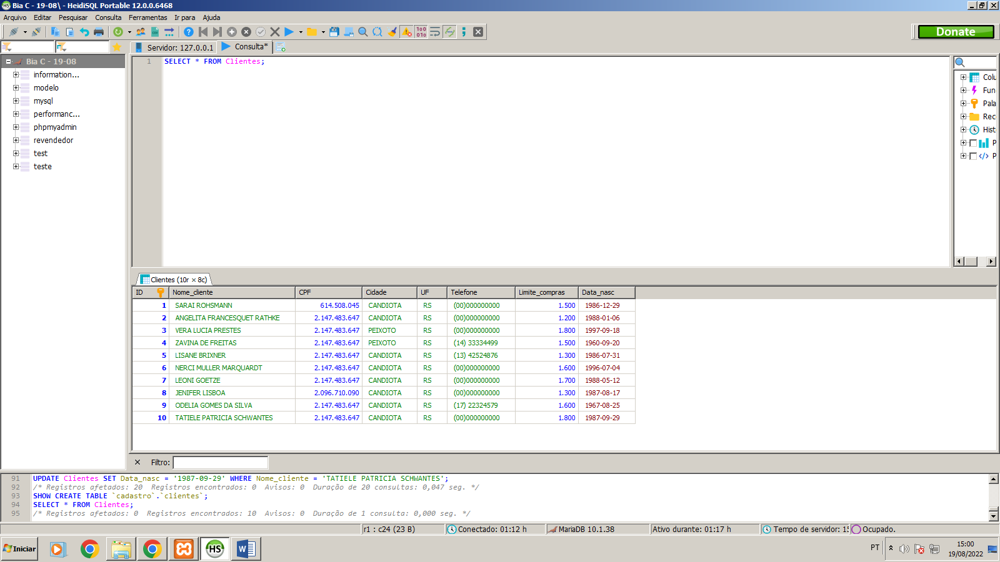 Bia C - 19-08\ - HeidiSQL Portable 12.0.0.6468
Arquivo Editar Pesquisar Consulta Ferramentas Ir para Ajuda
Donate
Servidor: 127.0.0.1 Consulta*
Bia C - 19-08
information...
modelo
mysql
performanc...
phpmyadmin
revendedor
test
teste
1 SELECT * FROM Clientes;
Colu
Fun
Pala
Rec
Hist
P
P
Clientes (10r × 8c)
ID Nome_cliente CPF Cidade UF Telefone Limite_compras Data_nasc
1 SARAI ROHSMANN 614.508.045 CANDIOTA RS (00)000000000 1.500 1986-12-29
2 ANGELITA FRANCESQUET RATHKE 2.147.483.647 CANDIOTA RS (00)000000000 1.200 1988-01-06
3 VERA LUCIA PRESTES 2.147.483.647 PEIXOTO RS (00)000000000 1.800 1997-09-18
4 ZAVINA DE FREITAS 2.147.483.647 PEIXOTO RS (14) 33334499 1.500 1960-09-20
5 LISANE BRIXNER 2.147.483.647 CANDIOTA RS (13) 42524876 1.300 1986-07-31
6 NERCI MULLER MARQUARDT 2.147.483.647 CANDIOTA RS (00)000000000 1.600 1996-07-04
7 LEONI GOETZE 2.147.483.647 CANDIOTA RS (00)000000000 1.700 1988-05-12
8 JENIFER LISBOA 2.096.710.090 CANDIOTA RS (00)000000000 1.300 1987-08-17
9 ODELIA GOMES DA SILVA 2.147.483.647 CANDIOTA RS (17) 22324579 1.600 1967-08-25
10 TATIELE PATRICIA SCHWANTES 2.147.483.647 CANDIOTA RS (00)000000000 1.800 1987-09-29
Filtro:
91 UPDATE Clientes SET Data_nasc = '1987-09-29' WHERE Nome_cliente = 'TATIELE PATRICIA SCHWANTES';
92 /* Registros afetados: 20 Registros encontrados: 0 Avisos: 0 Duração de 20 consultas: 0,047 seg. */
93 SHOW CREATE TABLE `cadastro`.`clientes`;
94 SELECT * FROM Clientes;
95 /* Registros afetados: 0 Registros encontrados: 10 Avisos: 0 Duração de 1 consulta: 0,000 seg. */
r1 : c24 (23 B) Conectado: 01:12 h MariaDB 10.1.38 Ativo durante: 01:17 h Tempo de servidor: 15 Ocupado.
Iniciar PT 15:00
19/08/2022